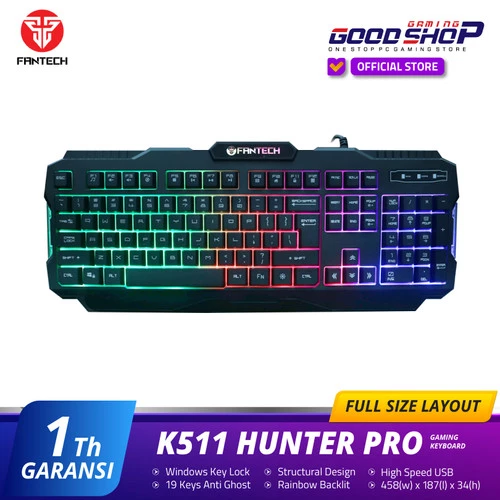 FANTECH
GAMING
GOOD SHOP
ONE STOP PC GAMING STORE
OFFICIAL STORE
FANTECH
FULL SIZE LAYOUT
1 Th
GARANSI
K511 HUNTER PRO
GAMING
KEYBOARD
• Windows Key Lock • Structural Design • High Speed USB
• 19 Keys Anti Ghost • Rainbow Backlit • 458(w) x 187(l) x 34(h)